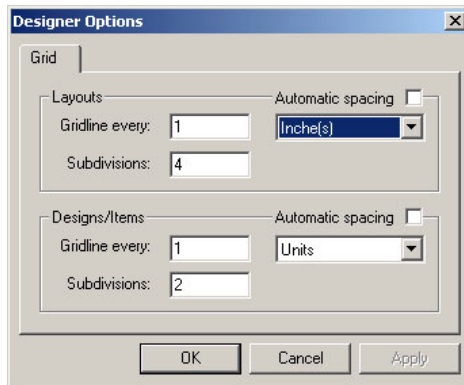 Designer Options
Grid
Layouts Automatic spacing
Gridline every: 1 Inche(s)
Subdivisions: 4
Designs/Items Automatic spacing
Gridline every: 1 Units
Subdivisions: 2
OK Cancel Apply